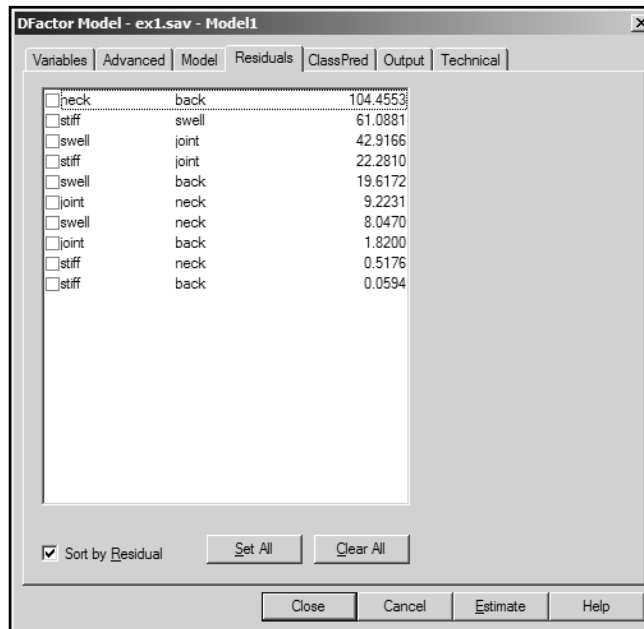 DFactor Model - ex1.sav - Model1
Variables Advanced Model Residuals ClassPred Output Technical
neck back 104.4553
stiff swell 61.0881
swell joint 42.9166
stiff joint 22.2810
swell back 19.6172
joint neck 9.2231
swell neck 8.0470
joint back 1.8200
stiff neck 0.5176
stiff back 0.0594
Sort by Residual Set All Clear All
Close Cancel Estimate Help